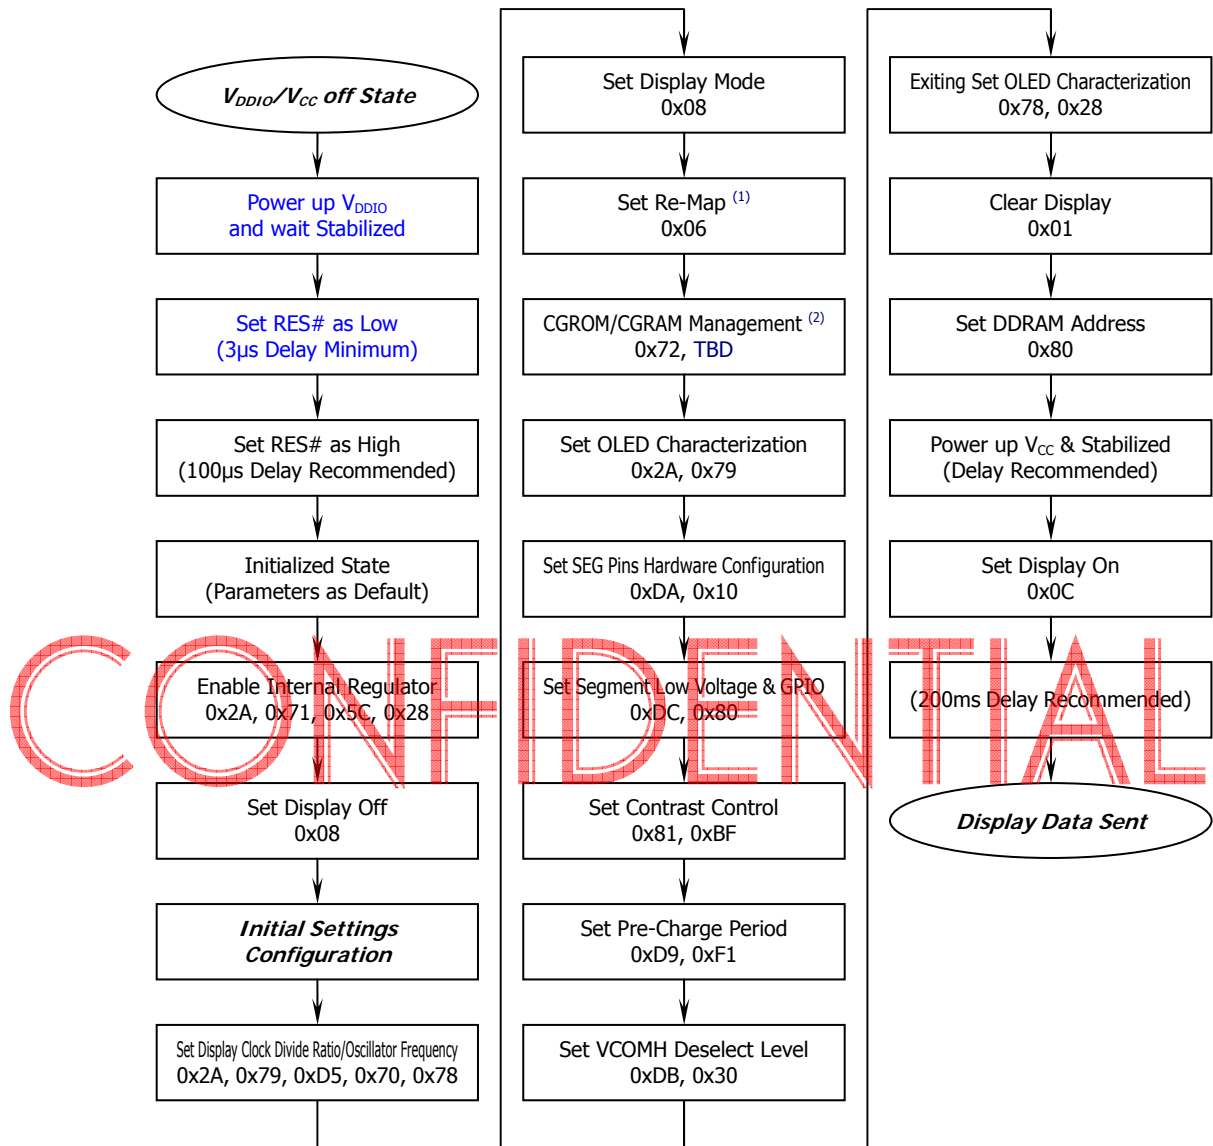 V_DDIO/V_CC off State
Power up V_DDIO
and wait Stabilized
Set RES# as Low
(3μs Delay Minimum)
Set RES# as High
(100μs Delay Recommended)
Initialized State
(Parameters as Default)
Enable Internal Regulator
0x2A, 0x71, 0x5C, 0x28
Set Display Off
0x08
Initial Settings
Configuration
Set Display Clock Divide Ratio/Oscillator Frequency
0x2A, 0x79, 0xD5, 0x70, 0x78
Set Display Mode
0x08
Set Re-Map (1)
0x06
CGROM/CGRAM Management (2)
0x72, TBD
Set OLED Characterization
0x2A, 0x79
Set SEG Pins Hardware Configuration
0xDA, 0x10
Set Segment Low Voltage & GPIO
0xDC, 0x80
Set Contrast Control
0x81, 0xBF
Set Pre-Charge Period
0xD9, 0xF1
Set VCOMH Deselect Level
0xDB, 0x30
Exiting Set OLED Characterization
0x78, 0x28
Clear Display
0x01
Set DDRAM Address
0x80
Power up V_CC & Stabilized
(Delay Recommended)
Set Display On
0x0C
(200ms Delay Recommended)
Display Data Sent
CONFIDENTIAL